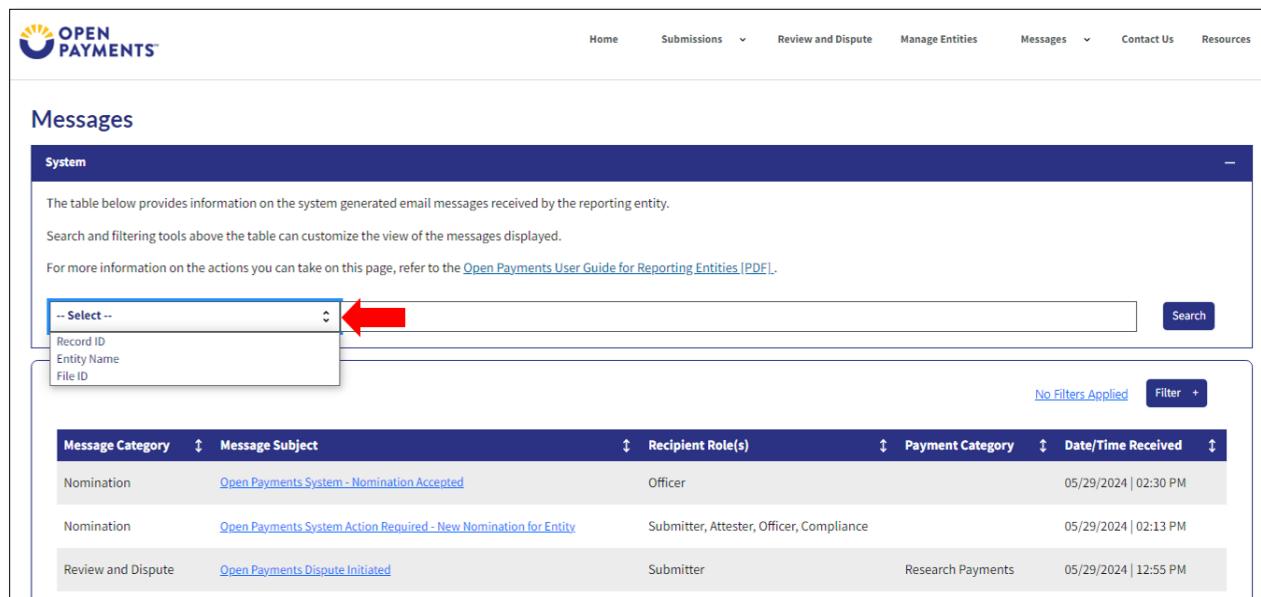 OPEN
PAYMENTS™
Home Submissions Review and Dispute Manage Entities Messages Contact Us Resources
Messages
System
The table below provides information on the system generated email messages received by the reporting entity.
Search and filtering tools above the table can customize the view of the messages displayed.
For more information on the actions you can take on this page, refer to the Open Payments User Guide for Reporting Entities [PDF] .
-- Select -- Search
Record ID
Entity Name
File ID
No Filters Applied Filter +
Message Category Message Subject Recipient Role(s) Payment Category Date/Time Received
Nomination Open Payments System - Nomination Accepted Officer 05/29/2024 | 02:30 PM
Nomination Open Payments System Action Required - New Nomination for Entity Submitter, Attester, Officer, Compliance 05/29/2024 | 02:13 PM
Review and Dispute Open Payments Dispute Initiated Submitter Research Payments 05/29/2024 | 12:55 PM